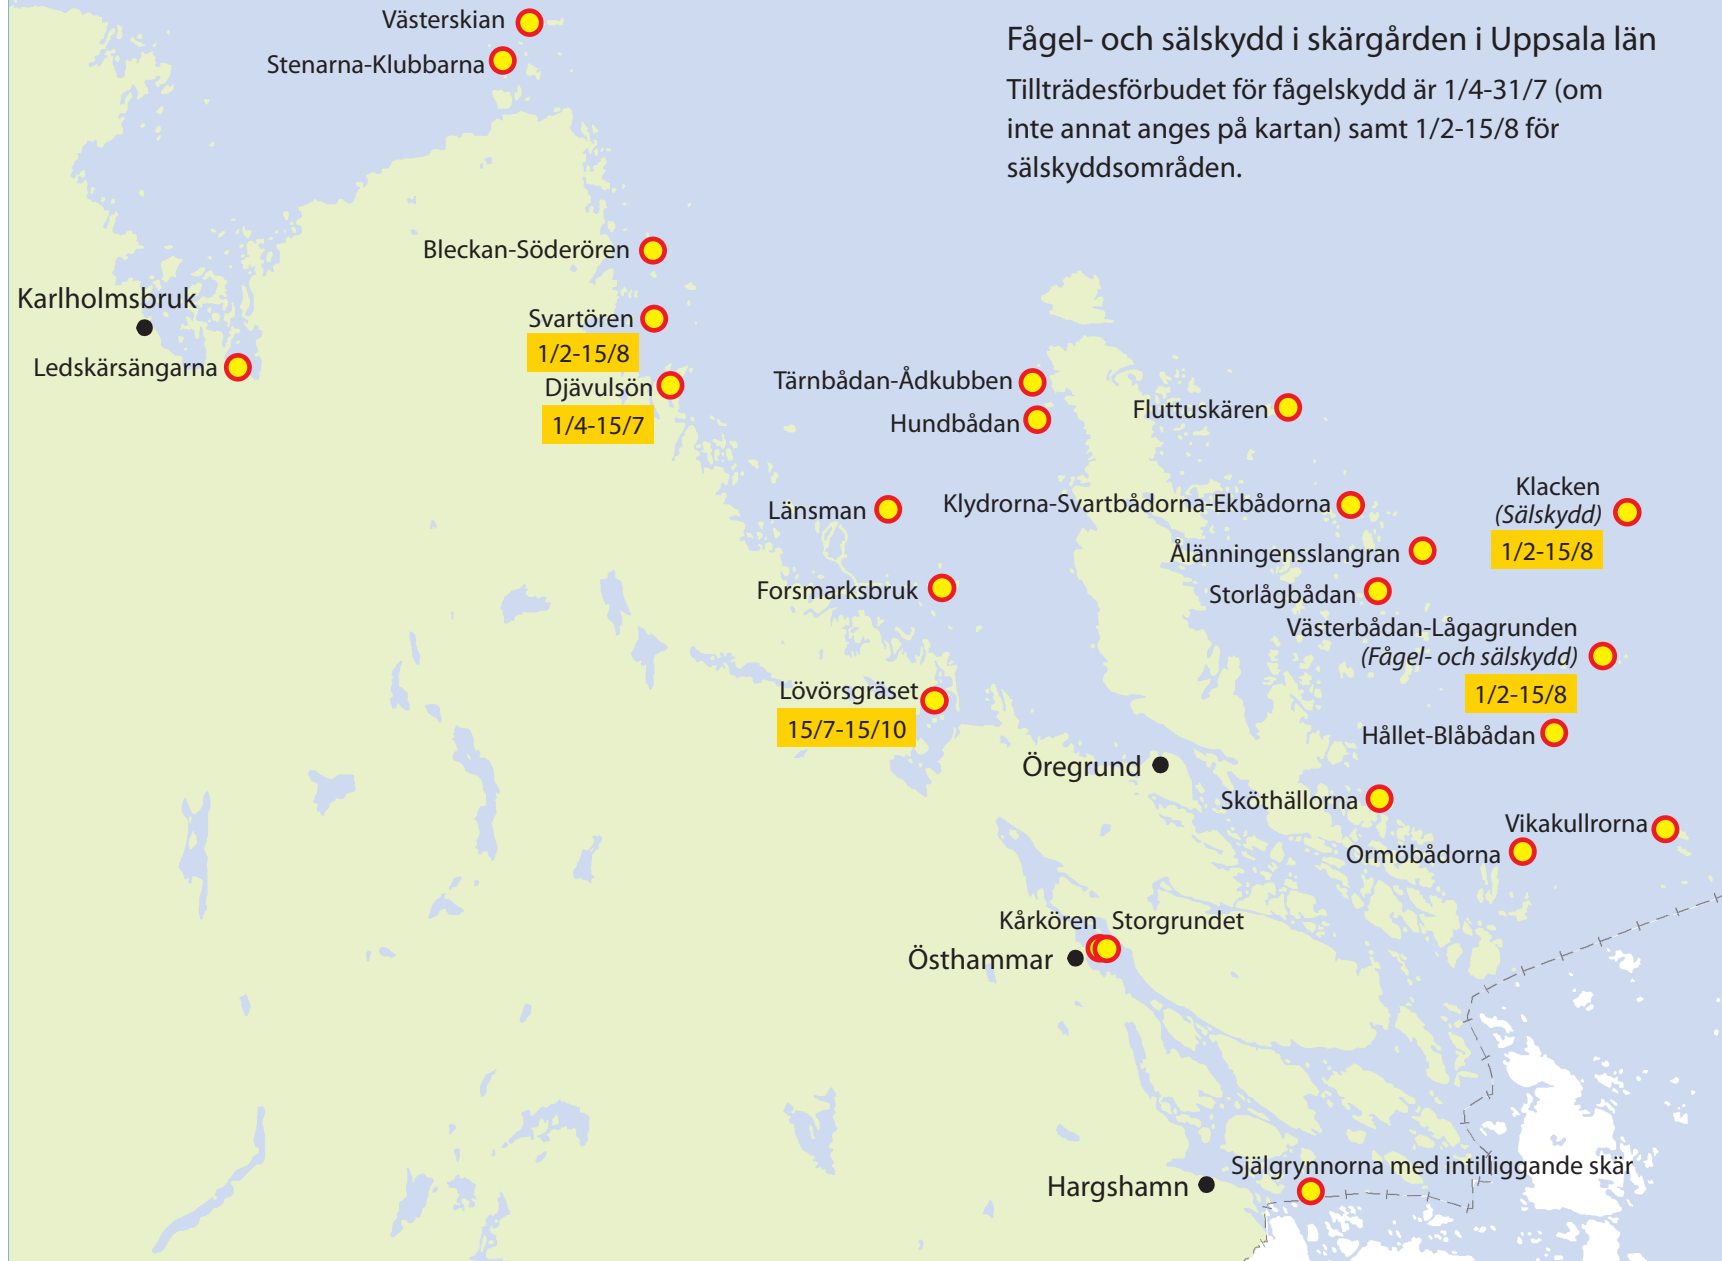 Västerskian
Stenarna-Klubbarna
Fågel- och sälskydd i skärgården i Uppsala län
Tillträdesförbudet för fågelskydd är 1/4-31/7 (om
inte annat anges på kartan) samt 1/2-15/8 för
sälskyddsområden.
Bleckan-Söderören
Karlholmsbruk
Svartören
1/2-15/8
Ledskärsängarna
Djävulsön
1/4-15/7
Tärnbådan-Ådkubben
Hundbådan
Fluttuskären
Länsman
Klydrorna-Svartbådorna-Ekbådorna
Klacken
(Sälskydd)
1/2-15/8
Ålänningensslangran
Forsmarksbruk
Storlågbådan
Västerbådan-Lågagrunden
(Fågel- och sälskydd)
1/2-15/8
Lövörsgräset
15/7-15/10
Hållet-Blåbådan
Öregrund
Sköthällorna
Vikakullrorna
Ormöbådorna
Kårkören
Storgrundet
Östhammar
Själgrynnorna med intilliggande skär
Hargshamn